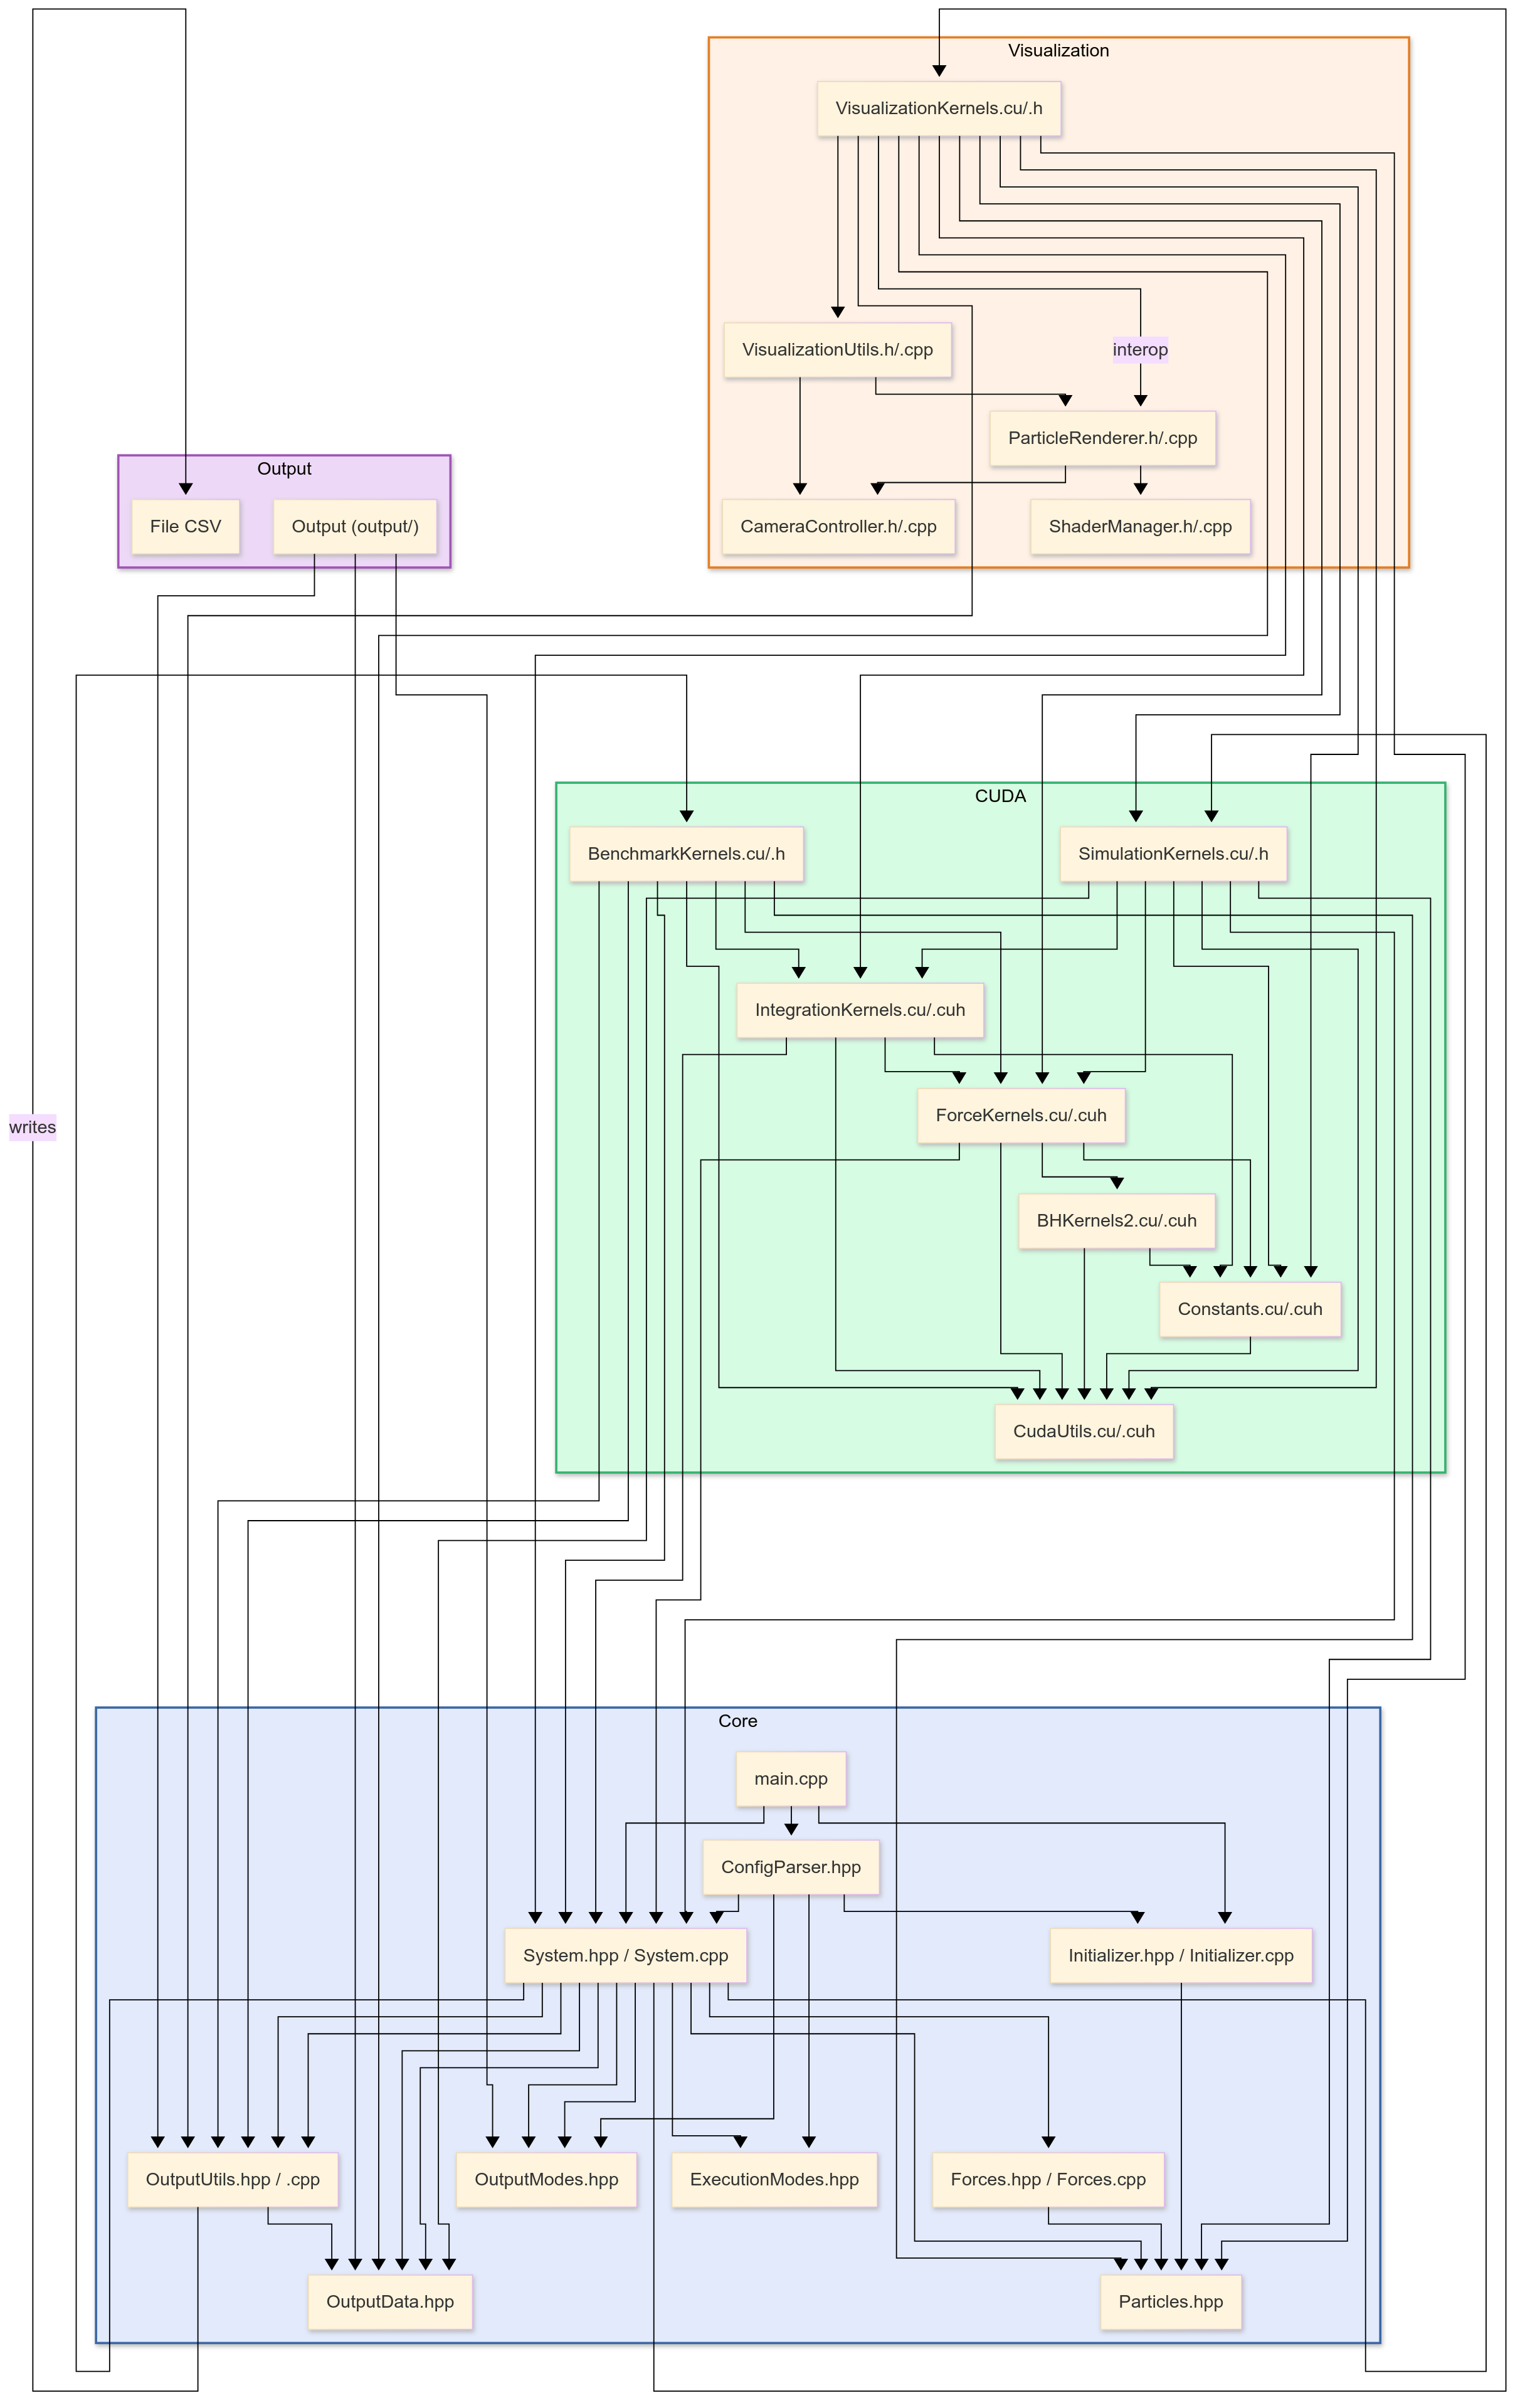 Visualization
VisualizationKernels.cu/.h
VisualizationUtils.h/.cpp
interop
ParticleRenderer.h/.cpp
CameraController.h/.cpp
ShaderManager.h/.cpp
Output
File CSV
Output (output/)
CUDA
BenchmarkKernels.cu/.h
SimulationKernels.cu/.h
IntegrationKernels.cu/.cuh
ForceKernels.cu/.cuh
writes
BHKernels2.cu/.cuh
Constants.cu/.cuh
CudaUtils.cu/.cuh
Core
main.cpp
ConfigParser.hpp
System.hpp / System.cpp
Initializer.hpp / Initializer.cpp
OutputUtils.hpp / .cpp
OutputModes.hpp
ExecutionModes.hpp
Forces.hpp / Forces.cpp
OutputData.hpp
Particles.hpp